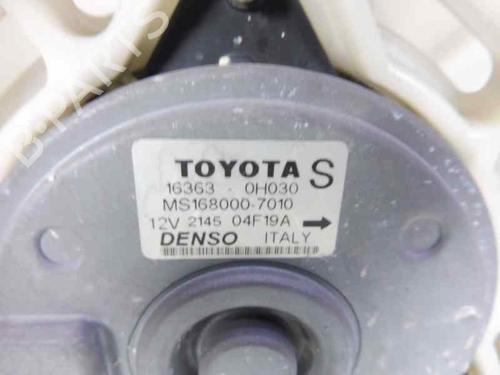 B-PARTS
TOYOTA S
16363 - 0H030
MS168000-7010
12V 2145 04F19A →
DENSO ITALY